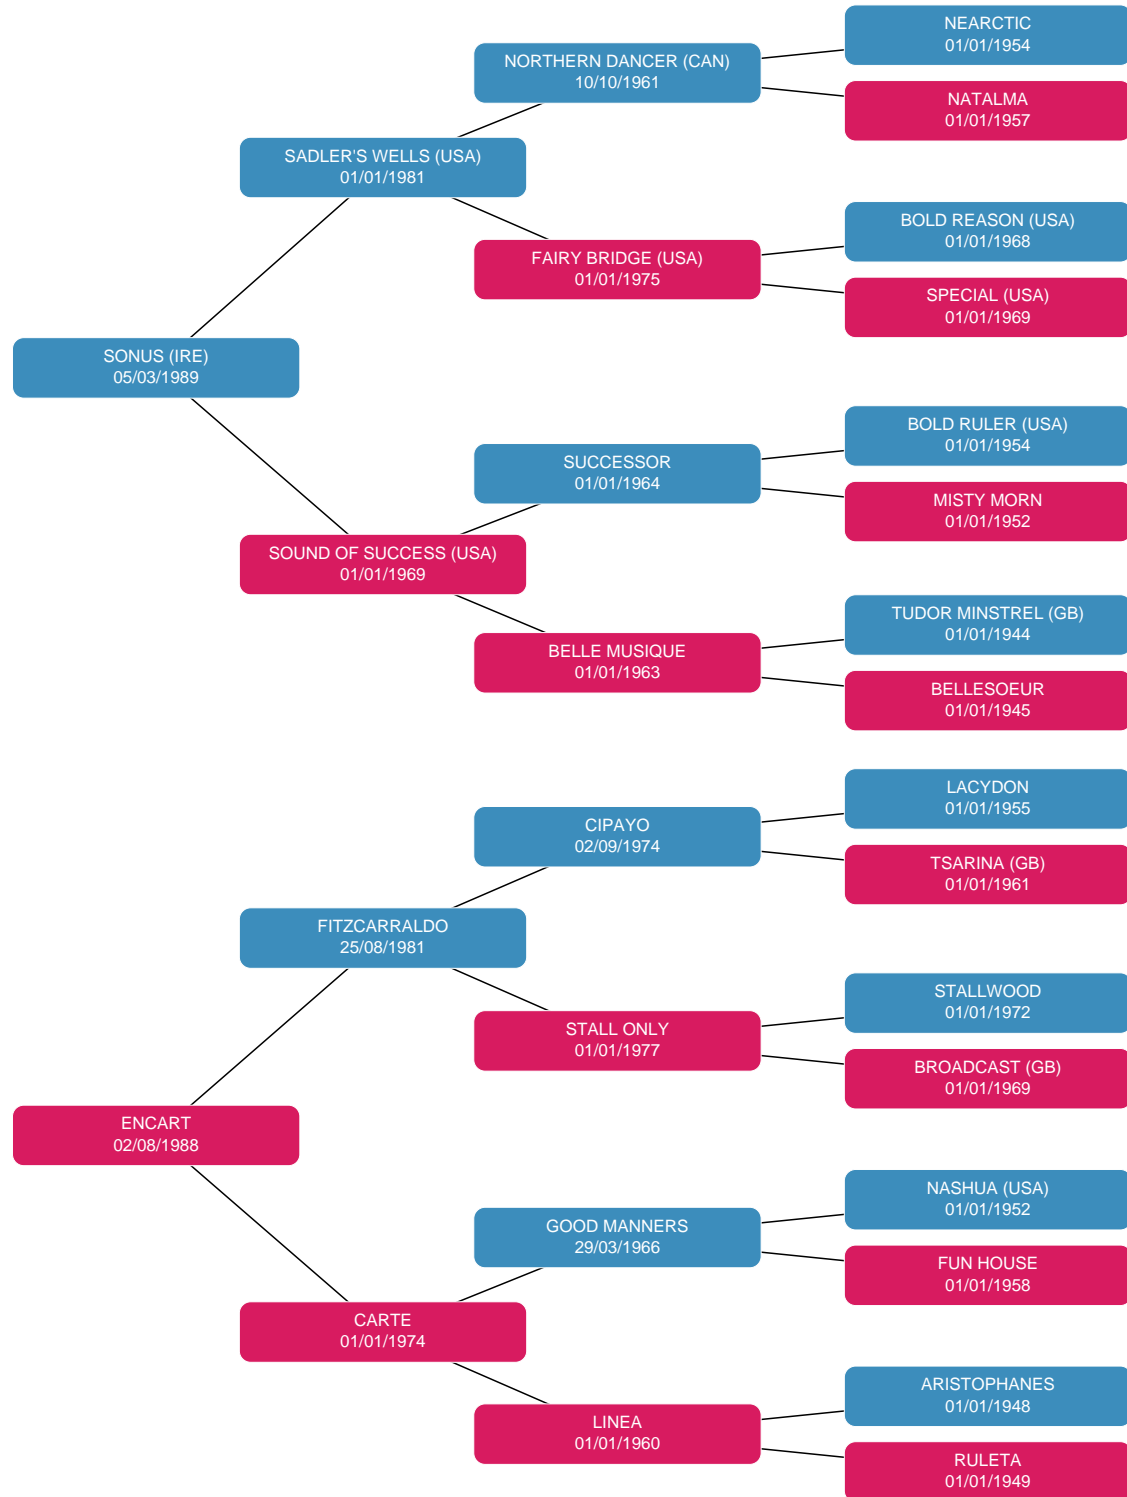 NEARCTIC
01/01/1954
NORTHERN DANCER (CAN)
10/10/1961
NATALMA
01/01/1957
SADLER'S WELLS (USA)
01/01/1981
BOLD REASON (USA)
01/01/1968
FAIRY BRIDGE (USA)
01/01/1975
SPECIAL (USA)
01/01/1969
SONUS (IRE)
05/03/1989
BOLD RULER (USA)
01/01/1954
SUCCESSOR
01/01/1964
MISTY MORN
01/01/1952
SOUND OF SUCCESS (USA)
01/01/1969
TUDOR MINSTREL (GB)
01/01/1944
BELLE MUSIQUE
01/01/1963
BELLESOEUR
01/01/1945
LACYDON
01/01/1955
CIPAYO
02/09/1974
TSARINA (GB)
01/01/1961
FITZCARRALDO
25/08/1981
STALLWOOD
01/01/1972
STALL ONLY
01/01/1977
BROADCAST (GB)
01/01/1969
ENCART
02/08/1988
NASHUA (USA)
01/01/1952
GOOD MANNERS
29/03/1966
FUN HOUSE
01/01/1958
CARTE
01/01/1974
ARISTOPHANES
01/01/1948
LINEA
01/01/1960
RULETA
01/01/1949